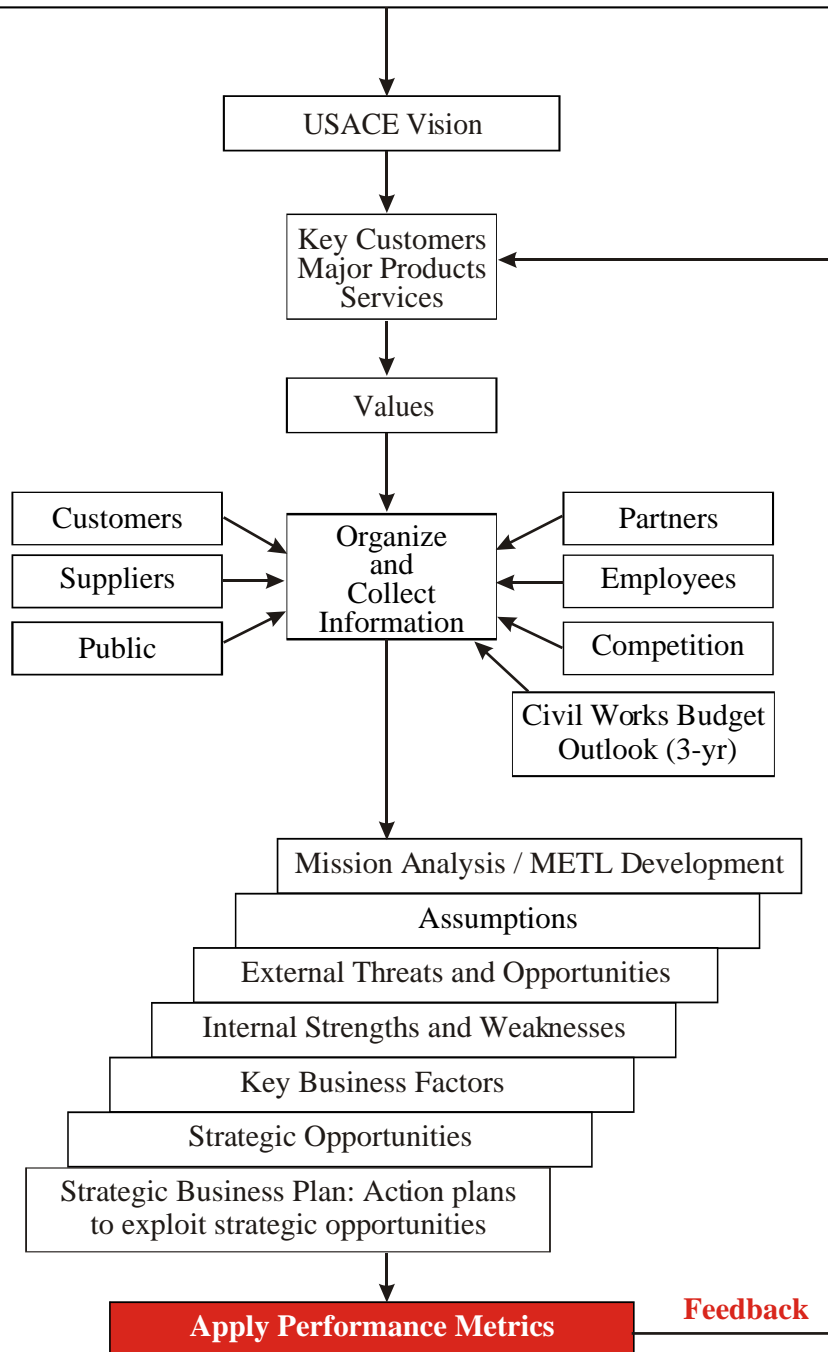 USACE Vision
Key Customers
Major Products
Services
Values
Customers
Suppliers
Public
Organize
and
Collect
Information
Partners
Employees
Competition
Civil Works Budget
Outlook (3-yr)
Mission Analysis / METL Development
Assumptions
External Threats and Opportunities
Internal Strengths and Weaknesses
Key Business Factors
Strategic Opportunities
Strategic Business Plan: Action plans
to exploit strategic opportunities
Apply Performance Metrics
Feedback